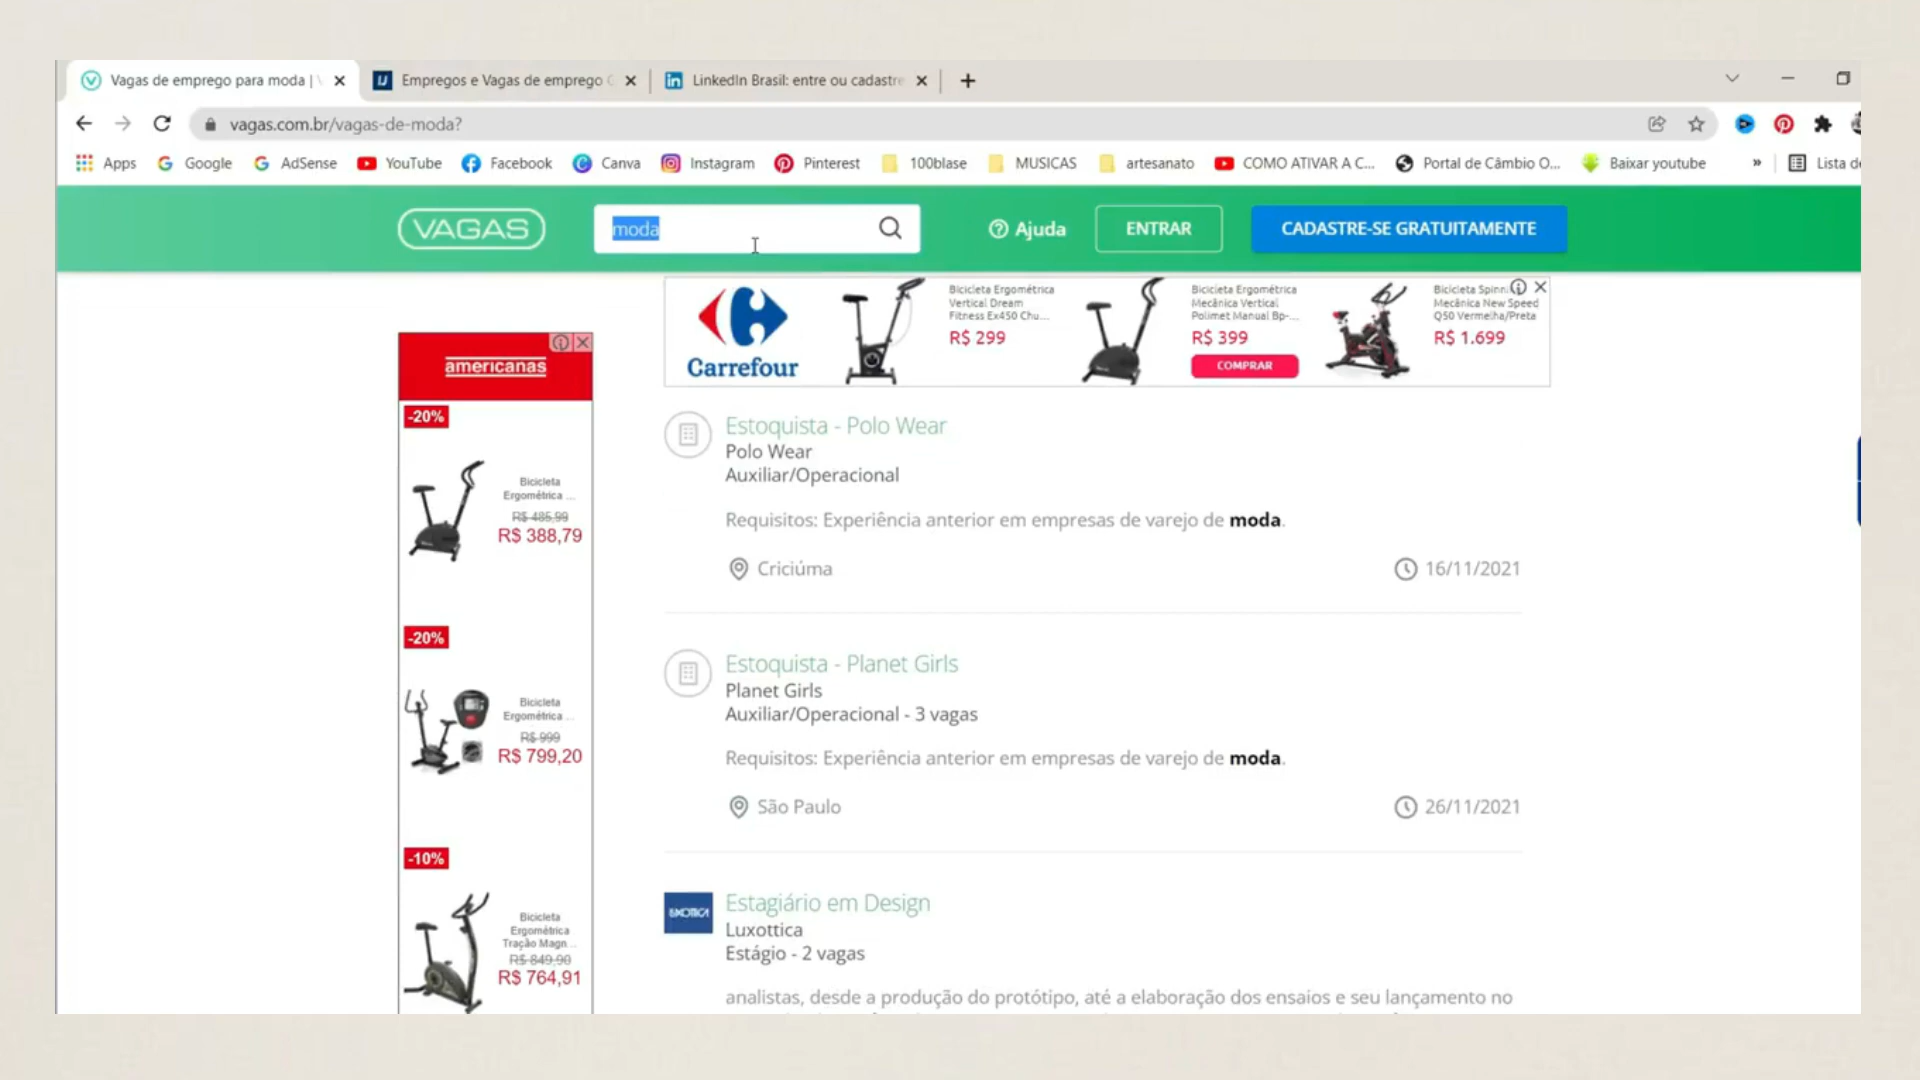 Vagas de emprego para moda |
Empregos e Vagas de emprego
LinkedIn Brasil: entre ou cadastre
vagas.com.br/vagas-de-moda?
Apps
Google
AdSense
YouTube
Facebook
Canva
Instagram
Pinterest
100blase
MUSICAS
artesanato
COMO ATIVAR A C...
Portal de Câmbio O...
Baixar youtube
»
Lista de
VAGAS
moda
Ajuda
ENTRAR
CADASTRE-SE GRATUITAMENTE
Carrefour
Bicicleta Ergométrica
Vertical Dream
Fitness Ex450 Chu...
R$ 299
Bicicleta Ergométrica
Mecânica Vertical
Polimet Manual Bp-...
R$ 399
COMPRAR
Bicicleta Spinn
Mecânica New Speed
Q50 Vermelha/Preta
R$ 1.699
americanas
-20%
Bicicleta
Ergométrica ...
R$ 485,99
R$ 388,79
-20%
Bicicleta
Ergométrica ...
R$ 999
R$ 799,20
-10%
Bicicleta
Ergométrica
Tração Magn...
R$ 849,90
R$ 764,91
Estoquista - Polo Wear
Polo Wear
Auxiliar/Operacional
Requisitos: Experiência anterior em empresas de varejo de moda.
Criciúma
16/11/2021
Estoquista - Planet Girls
Planet Girls
Auxiliar/Operacional - 3 vagas
Requisitos: Experiência anterior em empresas de varejo de moda.
São Paulo
26/11/2021
LUXOTTICA
Estagiário em Design
Luxottica
Estágio - 2 vagas
analistas, desde a produção do protótipo, até a elaboração dos ensaios e seu lançamento no